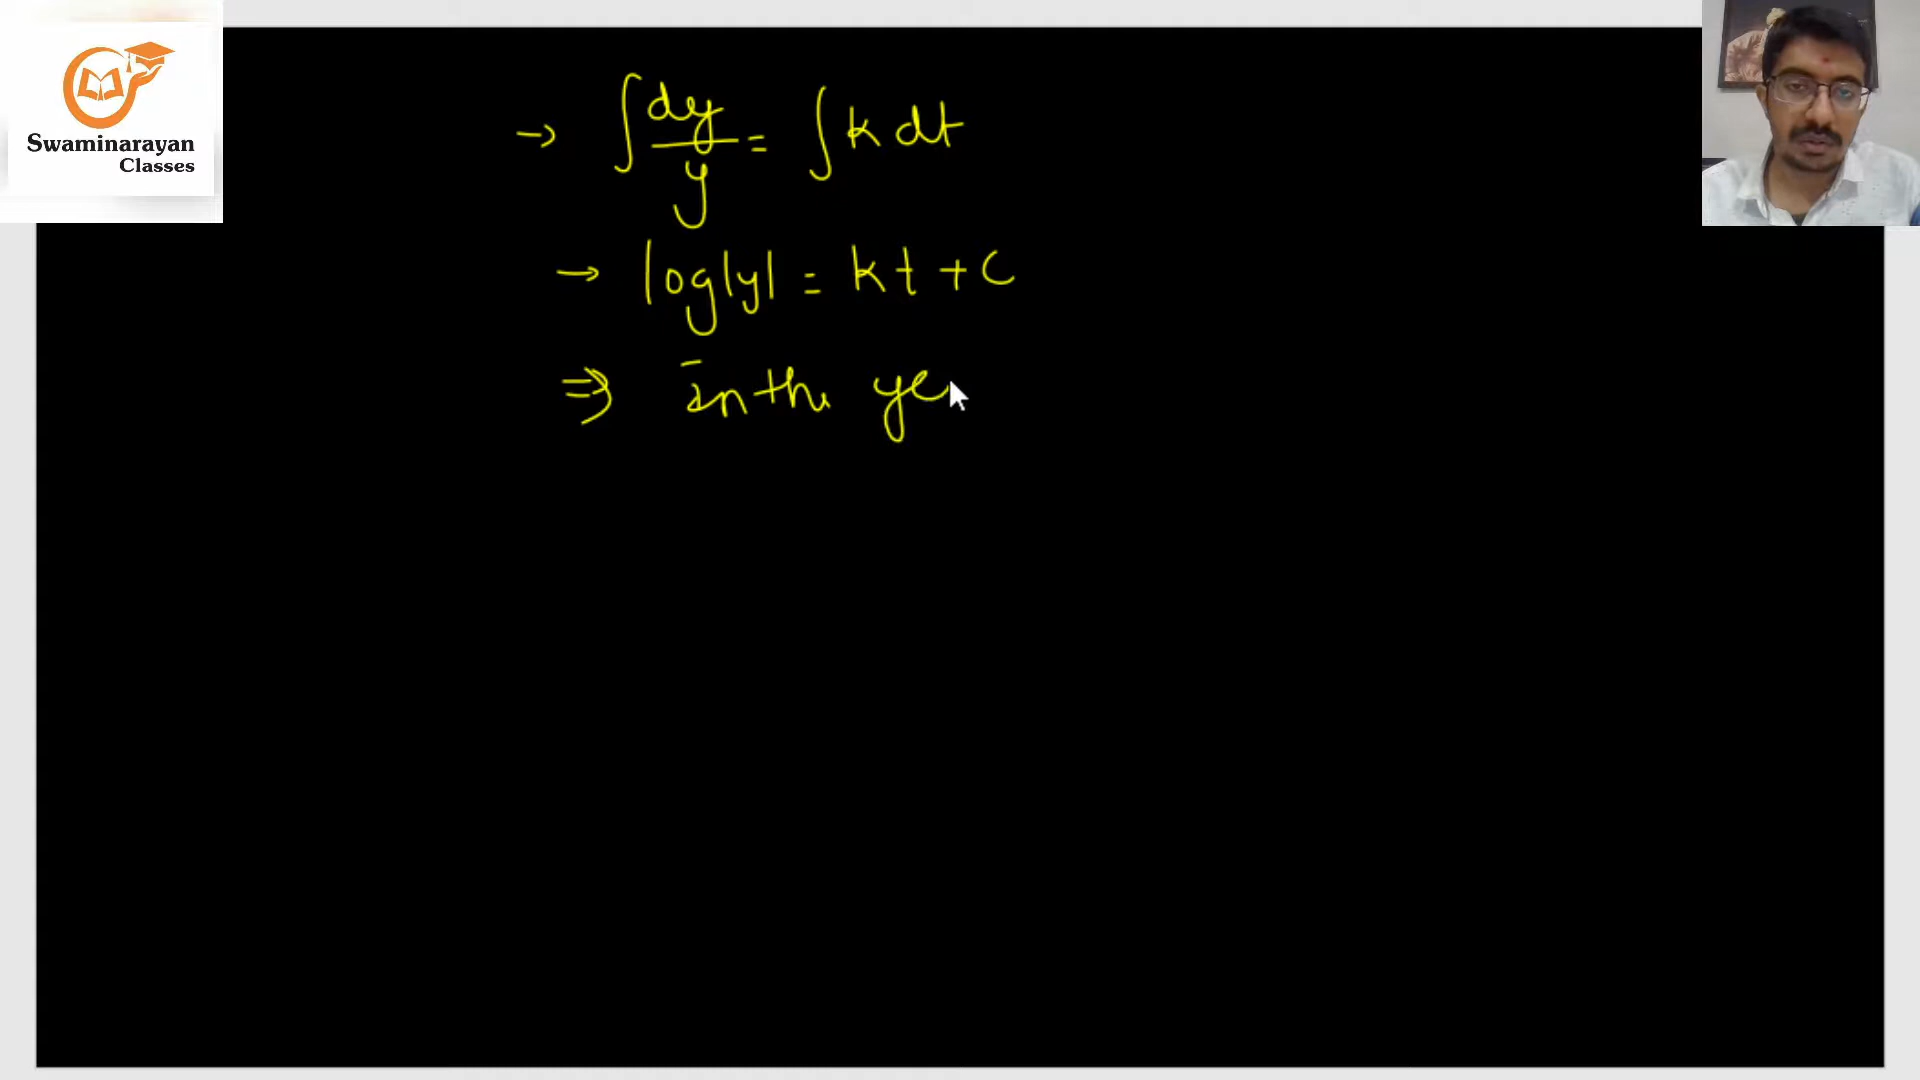 Swaminarayan
Classes
→ ∫ dy/y = ∫ k dt
→ log|y| = kt + c
⇒ in the ye